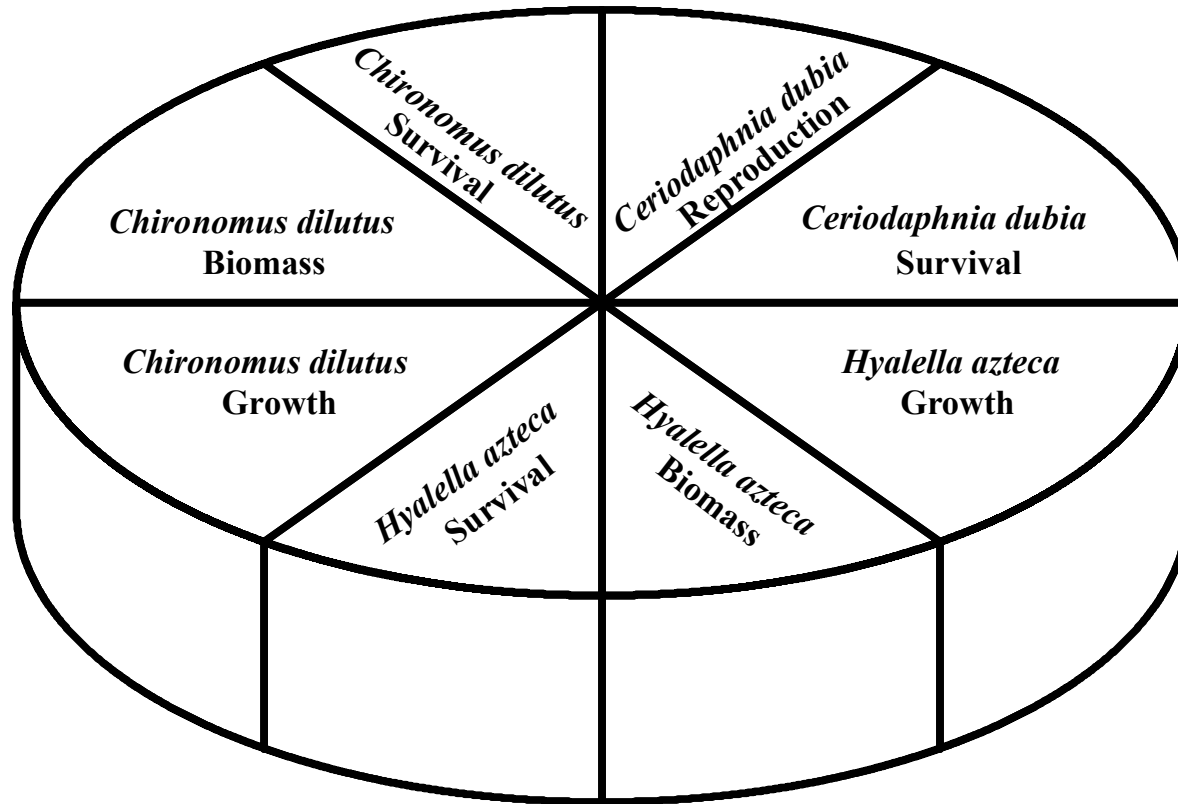 Chironomus dilutus
Survival
Ceriodaphnia dubia
Reproduction
Chironomus dilutus
Biomass
Ceriodaphnia dubia
Survival
Chironomus dilutus
Growth
Hyalella azteca
Growth
Hyalella azteca
Survival
Hyalella azteca
Biomass